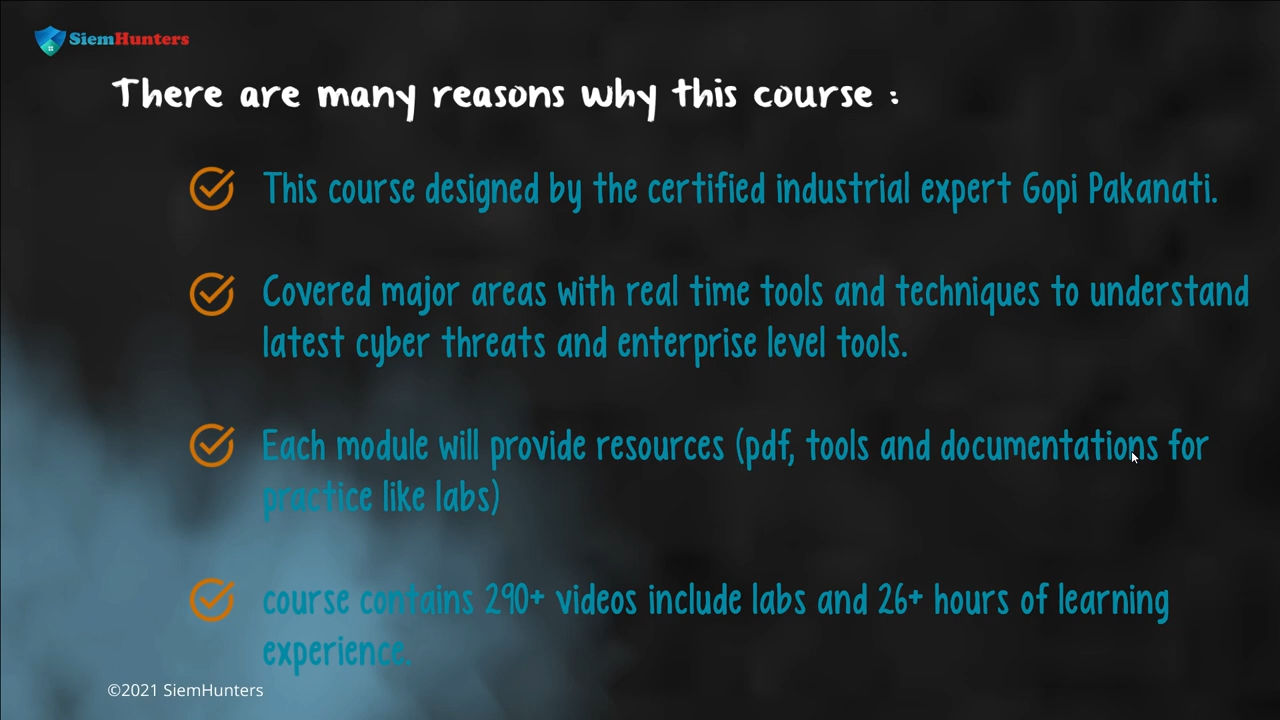 SiemHunters
There are many reasons why this course :
This course designed by the certified industrial expert Gopi Pakanati.
Covered major areas with real time tools and techniques to understand
latest cyber threats and enterprise level tools.
Each module will provide resources (pdf, tools and documentations for
practice like labs)
course contains 290+ videos include labs and 26+ hours of learning
experience.
©2021 SiemHunters